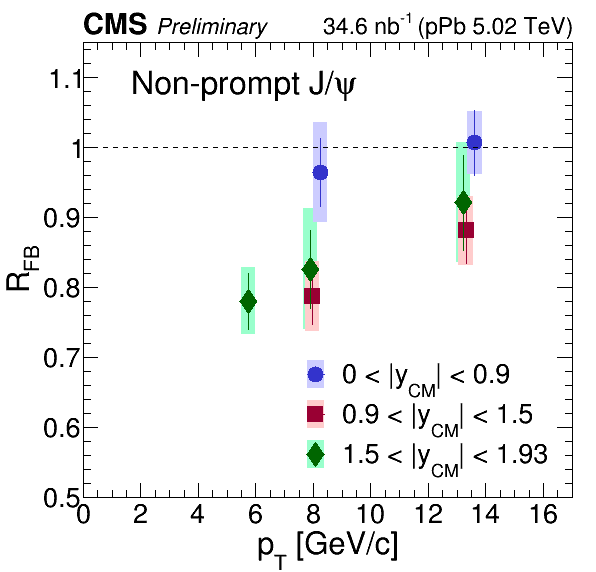 CMS Preliminary 34.6 nb⁻¹ (pPb 5.02 TeV)
Non-prompt J/ψ
1.1
1
0.9
0.8
0.7
0.6
0.5
R_FB
0 < |y_CM| < 0.9
0.9 < |y_CM| < 1.5
1.5 < |y_CM| < 1.93
0 2 4 6 8 10 12 14 16
p_T [GeV/c]